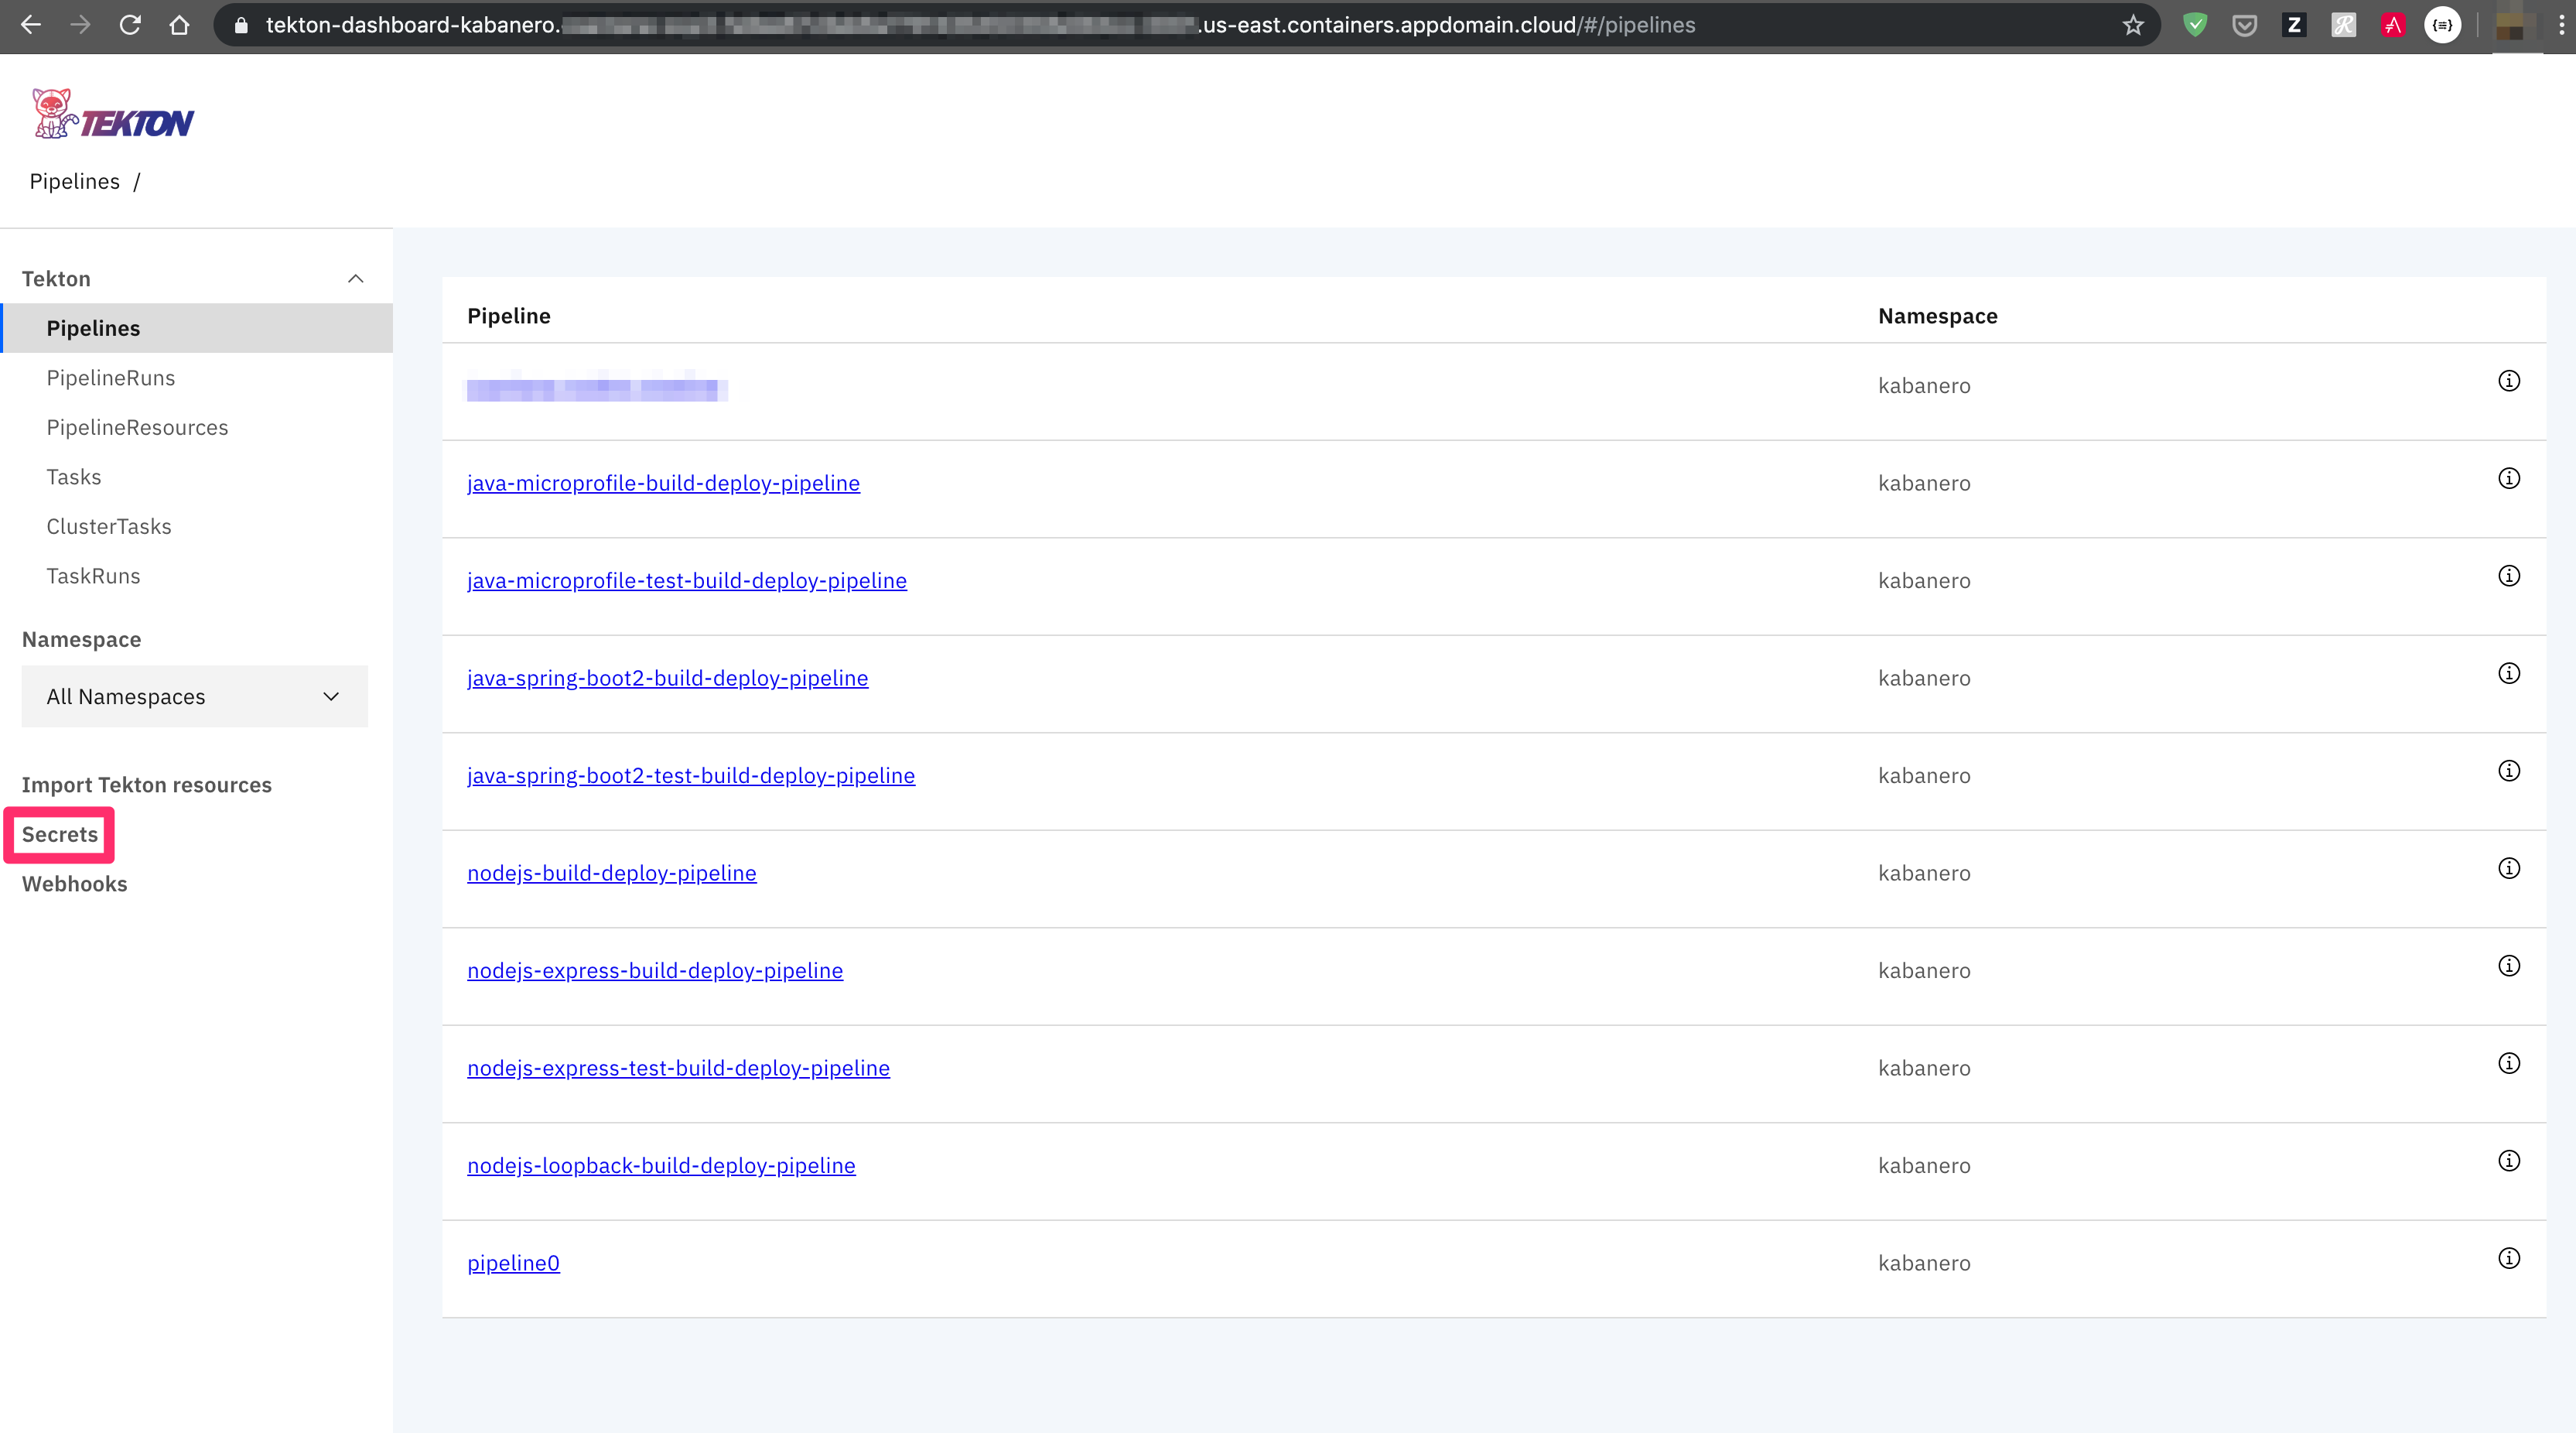 tekton-dashboard-kabanero. .us-east.containers.appdomain.cloud/#/pipelines
TEKTON
Pipelines /
Tekton
Pipelines
PipelineRuns
PipelineResources
Tasks
ClusterTasks
TaskRuns
Namespace
All Namespaces
Import Tekton resources
Secrets
Webhooks
Pipeline Namespace
kabanero
java-microprofile-build-deploy-pipeline kabanero
java-microprofile-test-build-deploy-pipeline kabanero
java-spring-boot2-build-deploy-pipeline kabanero
java-spring-boot2-test-build-deploy-pipeline kabanero
nodejs-build-deploy-pipeline kabanero
nodejs-express-build-deploy-pipeline kabanero
nodejs-express-test-build-deploy-pipeline kabanero
nodejs-loopback-build-deploy-pipeline kabanero
pipeline0 kabanero